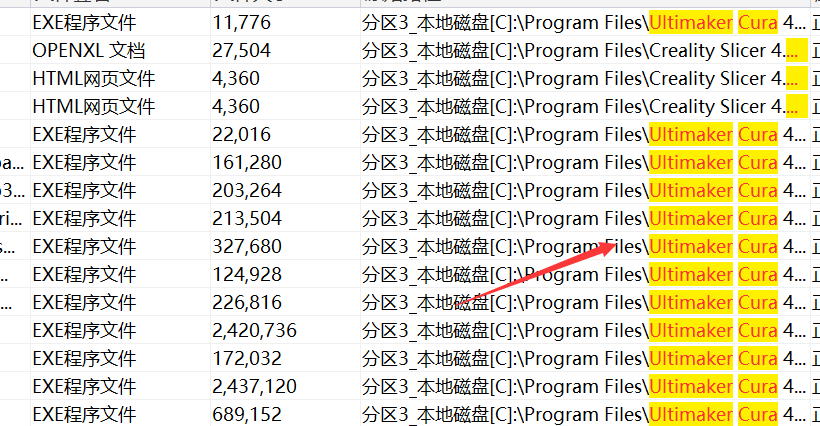 EXE程序文件 11,776 分区3_本地磁盘[C]:\Program Files\Ultimaker Cura 4...
OPENXL 文档 27,504 分区3_本地磁盘[C]:\Program Files\Creality Slicer 4....
HTML网页文件 4,360 分区3_本地磁盘[C]:\Program Files\Creality Slicer 4....
HTML网页文件 4,360 分区3_本地磁盘[C]:\Program Files\Creality Slicer 4....
EXE程序文件 22,016 分区3_本地磁盘[C]:\Program Files\Ultimaker Cura 4...
pa... EXE程序文件 161,280 分区3_本地磁盘[C]:\Program Files\Ultimaker Cura 4...
p3... EXE程序文件 203,264 分区3_本地磁盘[C]:\Program Files\Ultimaker Cura 4...
ri... EXE程序文件 213,504 分区3_本地磁盘[C]:\Program Files\Ultimaker Cura 4...
s... EXE程序文件 327,680 分区3_本地磁盘[C]:\Program Files\Ultimaker Cura 4...
... EXE程序文件 124,928 分区3_本地磁盘[C]:\Program Files\Ultimaker Cura 4...
... EXE程序文件 226,816 分区3_本地磁盘[C]:\Program Files\Ultimaker Cura 4...
EXE程序文件 2,420,736 分区3_本地磁盘[C]:\Program Files\Ultimaker Cura 4...
EXE程序文件 172,032 分区3_本地磁盘[C]:\Program Files\Ultimaker Cura 4...
EXE程序文件 2,437,120 分区3_本地磁盘[C]:\Program Files\Ultimaker Cura 4...
EXE程序文件 689,152 分区3_本地磁盘[C]:\Program Files\Ultimaker Cura 4...